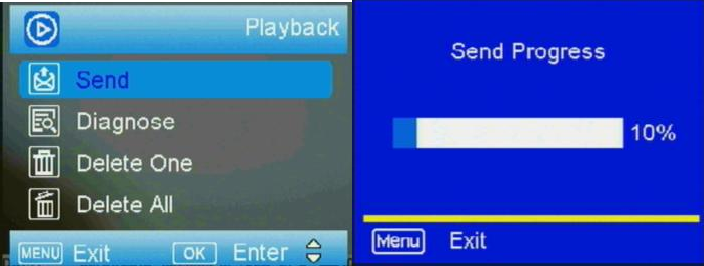 Playback
Send
Diagnose
Delete One
Delete All
MENU Exit OK Enter
Send Progress
10%
Menu Exit